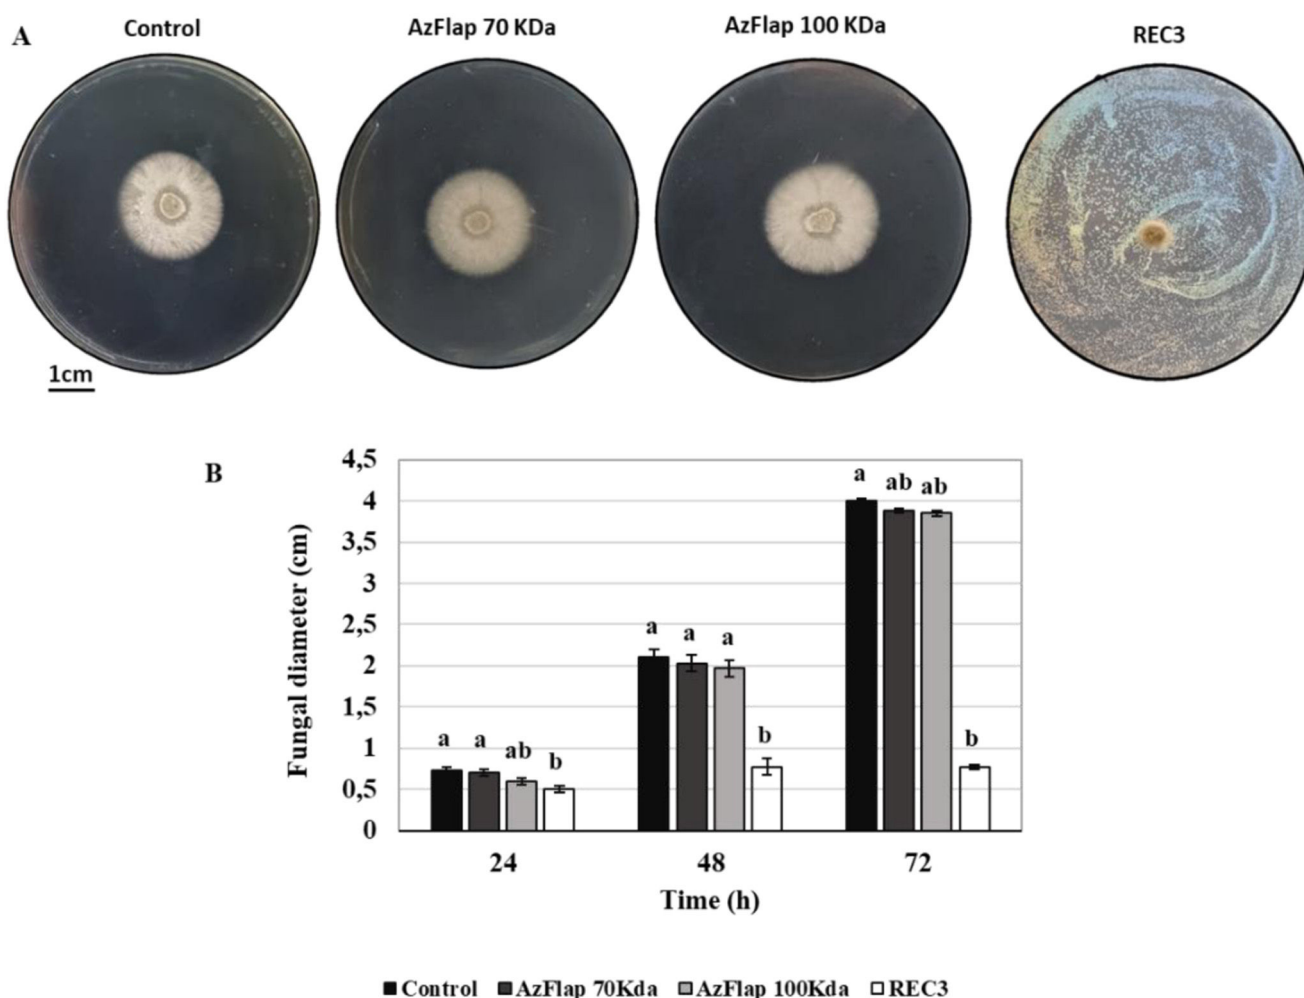 A
Control
AzFlap 70 KDa
AzFlap 100 KDa
REC3
1cm
B
Fungal diameter (cm)
4,5
4
3,5
3
2,5
2
1,5
1
0,5
0
a a ab b
a a a b
a ab ab b
24 48 72
Time (h)
Control AzFlap 70Kda AzFlap 100Kda REC3